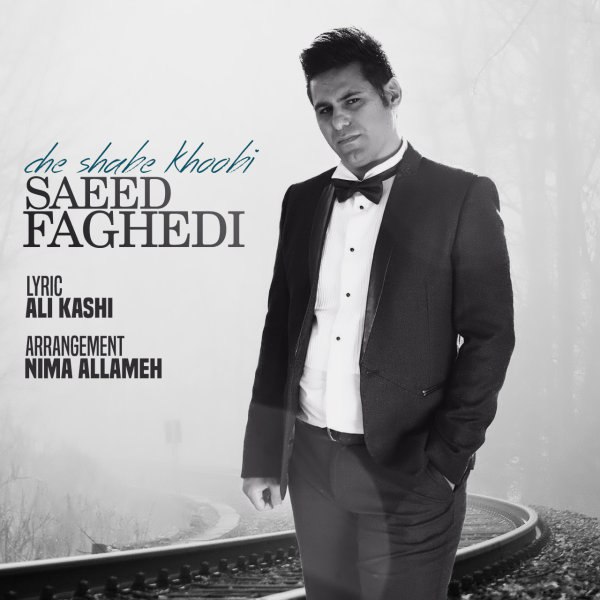 che shabe khoobi
SAEED
FAGHEDI
LYRIC
ALI KASHI
ARRANGEMENT
NIMA ALLAMEH